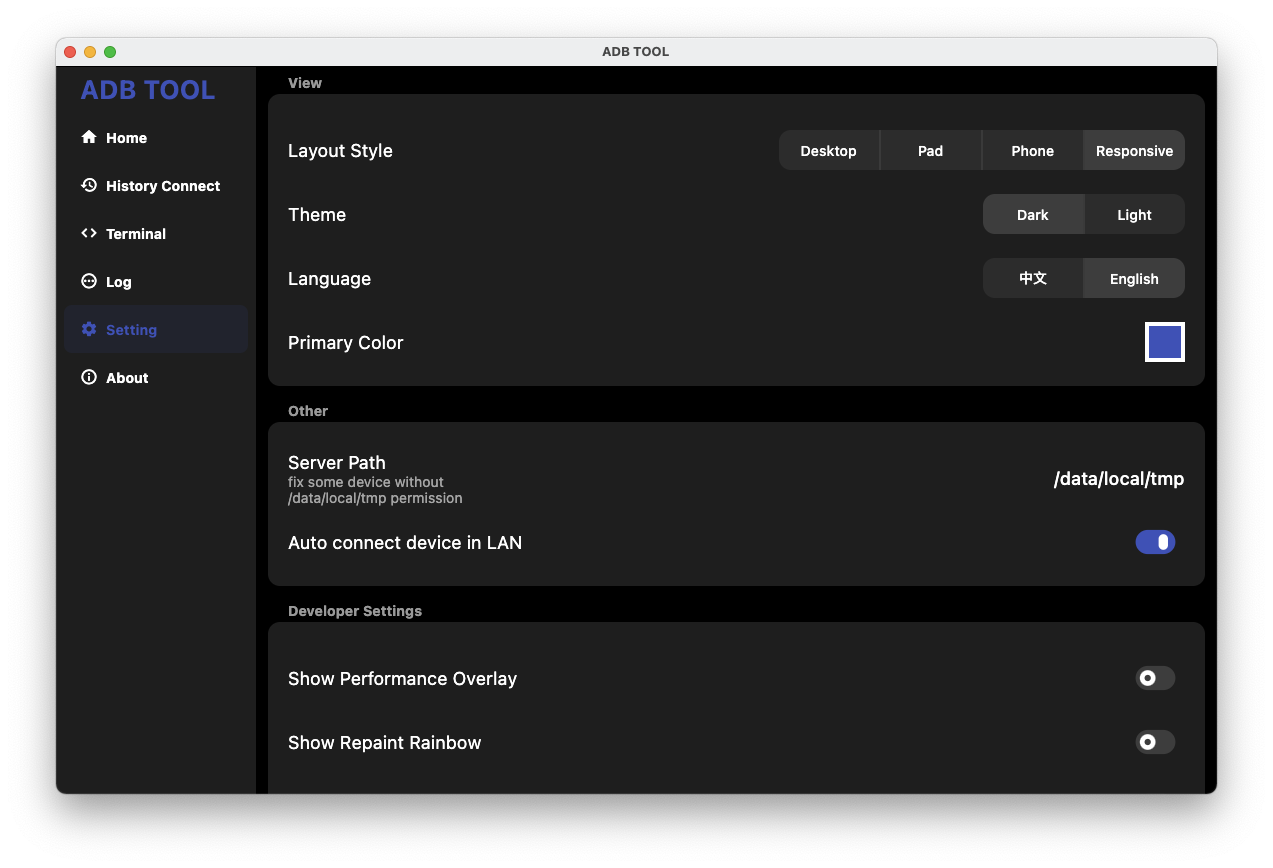 ADB TOOL
ADB TOOL
Home
History Connect
Terminal
Log
Setting
About
View
Layout Style
Desktop
Pad
Phone
Responsive
Theme
Dark
Light
Language
中文
English
Primary Color
Other
Server Path
fix some device without
/data/local/tmp permission
/data/local/tmp
Auto connect device in LAN
Developer Settings
Show Performance Overlay
Show Repaint Rainbow